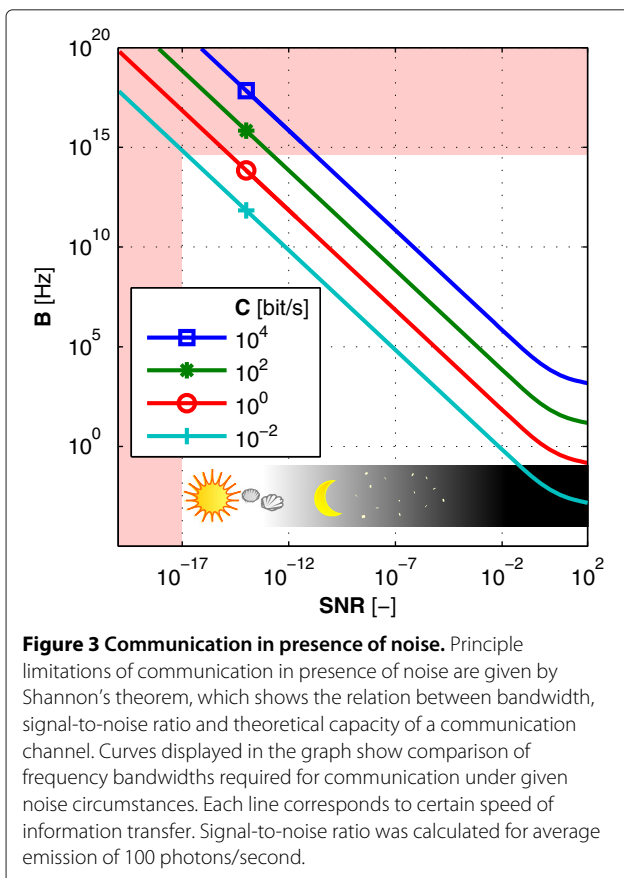 10^20
10^15
10^10
10^5
10^0
B [Hz]
C [bit/s]
10^4
10^2
10^0
10^−2
10^−17
10^−12
10^−7
10^−2
10^2
SNR [−]
Figure 3 Communication in presence of noise. Principle
limitations of communication in presence of noise are given by
Shannon's theorem, which shows the relation between bandwidth,
signal-to-noise ratio and theoretical capacity of a communication
channel. Curves displayed in the graph show comparison of
frequency bandwidths required for communication under given
noise circumstances. Each line corresponds to certain speed of
information transfer. Signal-to-noise ratio was calculated for average
emission of 100 photons/second.